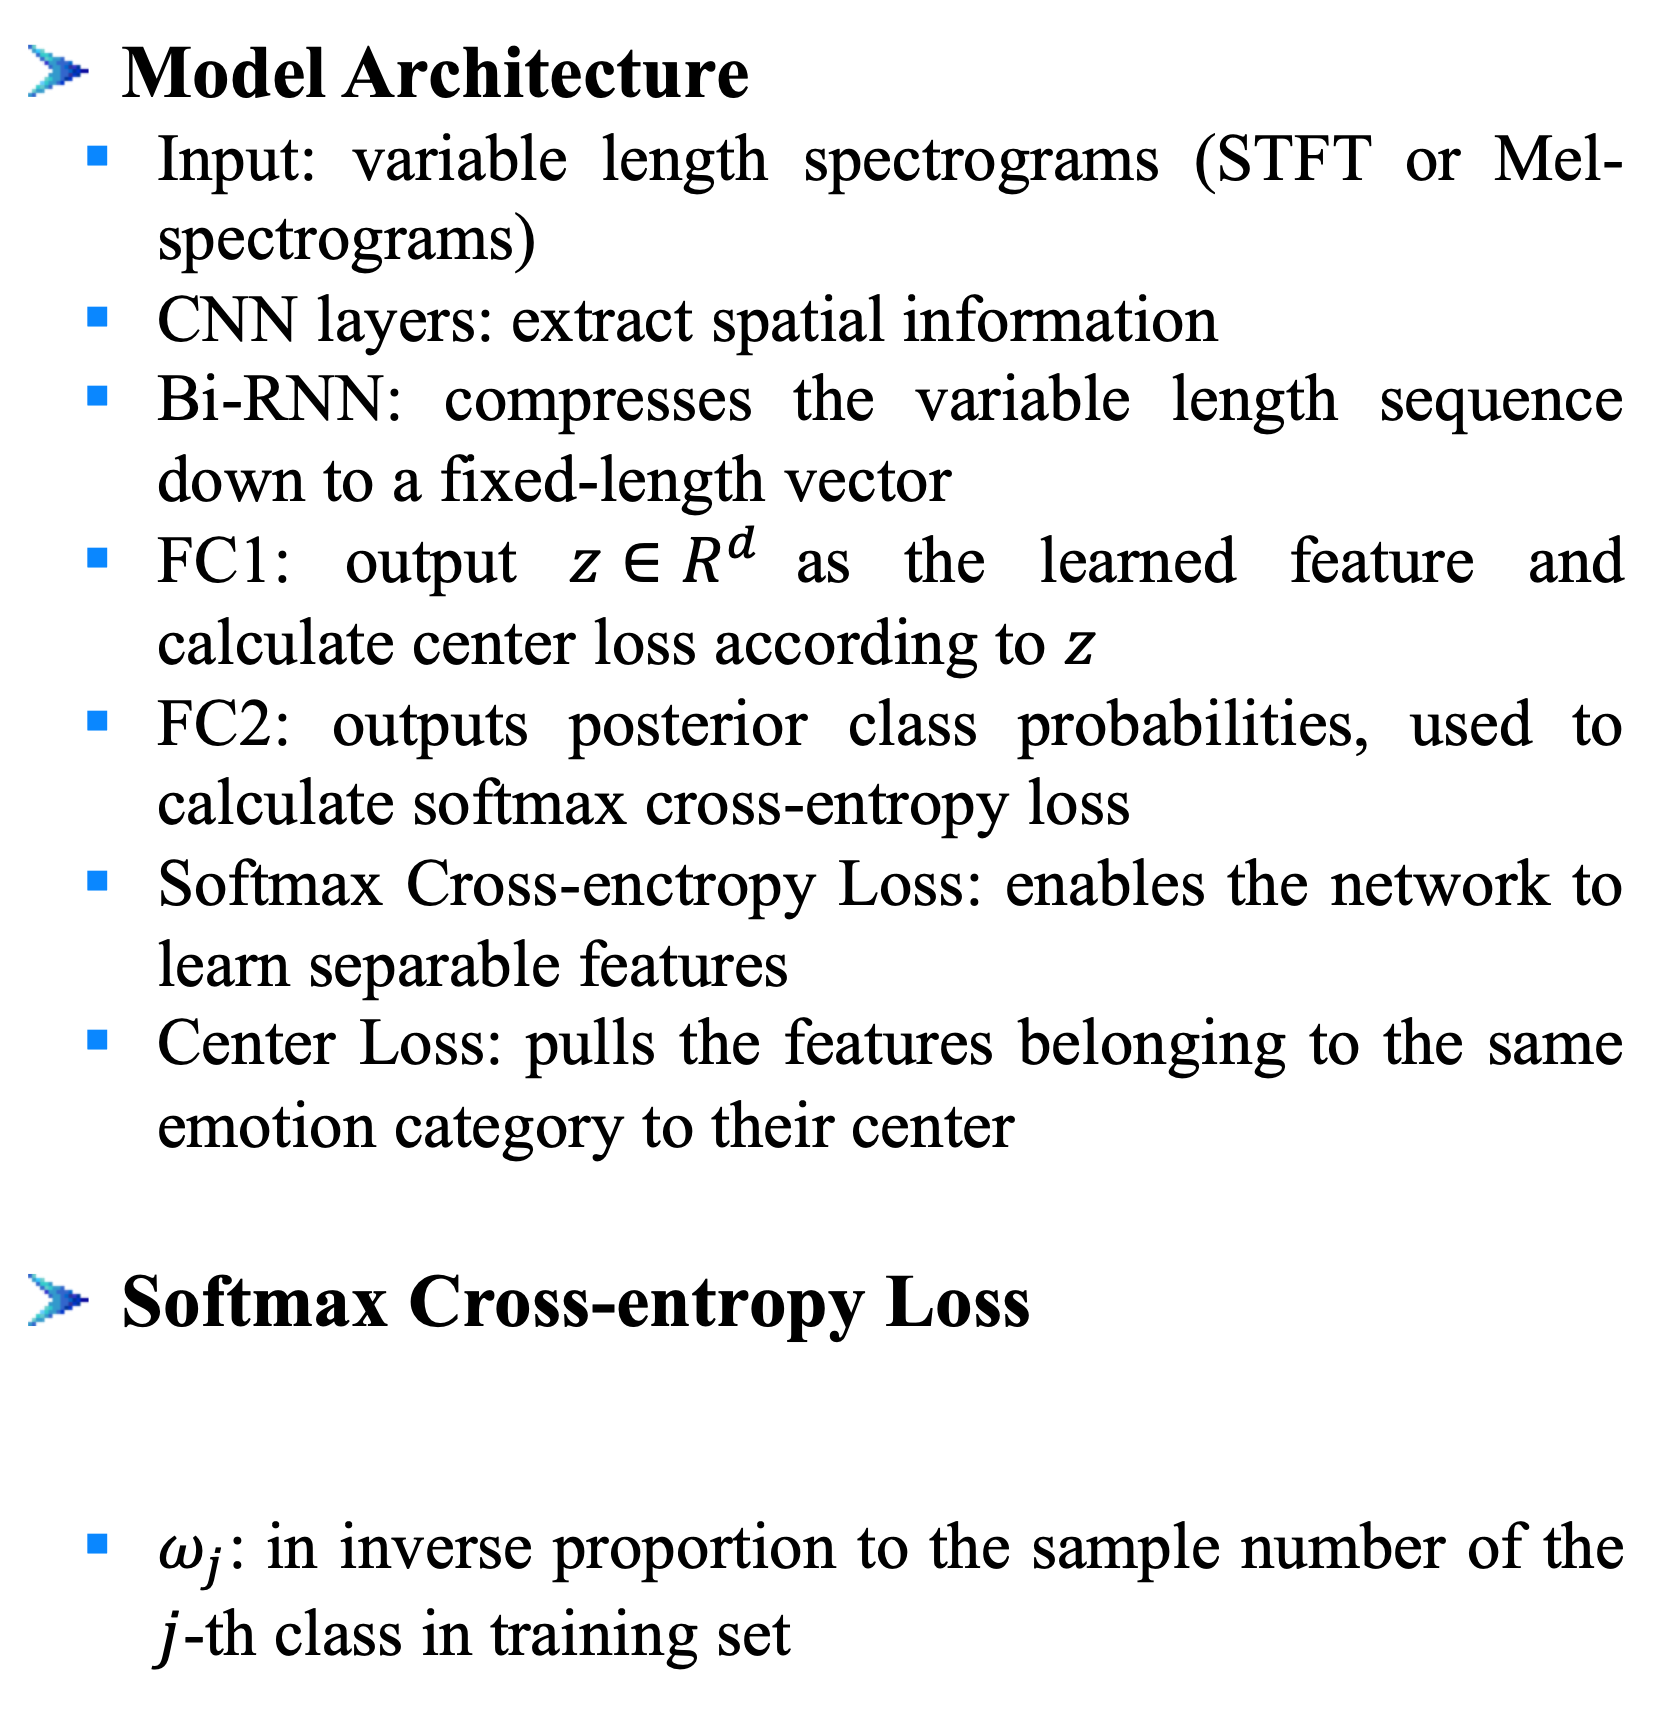 Model Architecture
Input: variable length spectrograms (STFT or Mel-
spectrograms)
CNN layers: extract spatial information
Bi-RNN: compresses the variable length sequence
down to a fixed-length vector
FC1: output z ∈ R^d as the learned feature and
calculate center loss according to z
FC2: outputs posterior class probabilities, used to
calculate softmax cross-entropy loss
Softmax Cross-enctropy Loss: enables the network to
learn separable features
Center Loss: pulls the features belonging to the same
emotion category to their center
Softmax Cross-entropy Loss
ω_j: in inverse proportion to the sample number of the
j-th class in training set